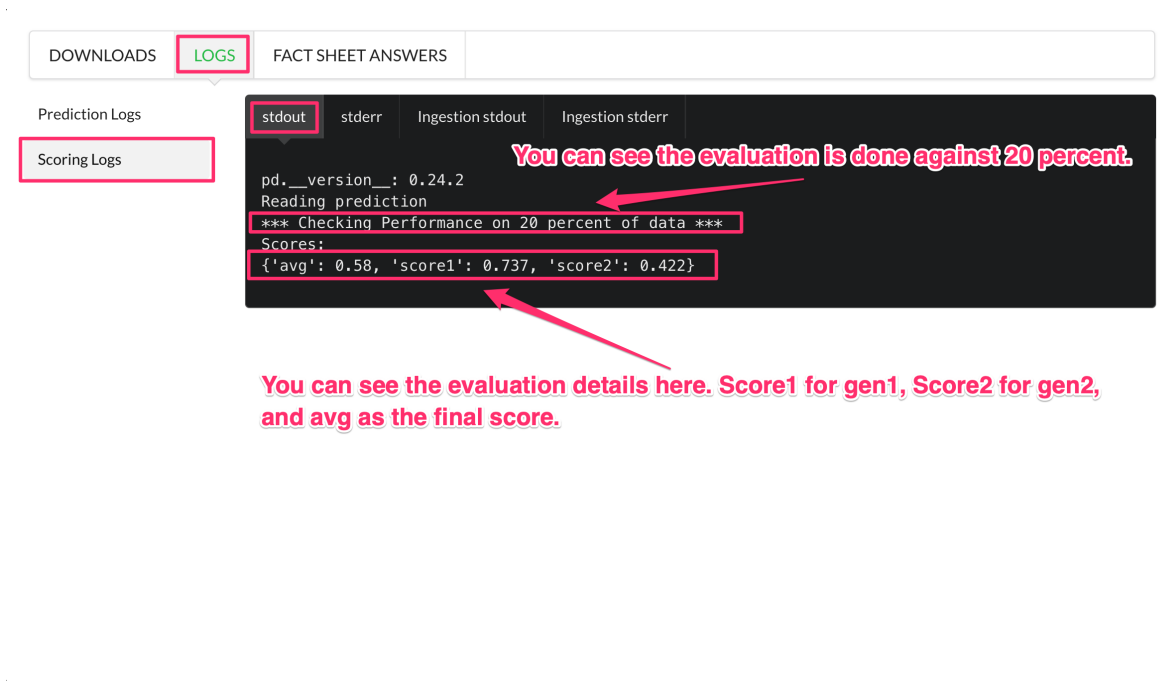 DOWNLOADS LOGS FACT SHEET ANSWERS
Prediction Logs
Scoring Logs
stdout stderr Ingestion stdout Ingestion stderr
You can see the evaluation is done against 20 percent.
pd.__version__: 0.24.2
Reading prediction
*** Checking Performance on 20 percent of data ***
Scores:
{'avg': 0.58, 'score1': 0.737, 'score2': 0.422}
You can see the evaluation details here. Score1 for gen1, Score2 for gen2,
and avg as the final score.